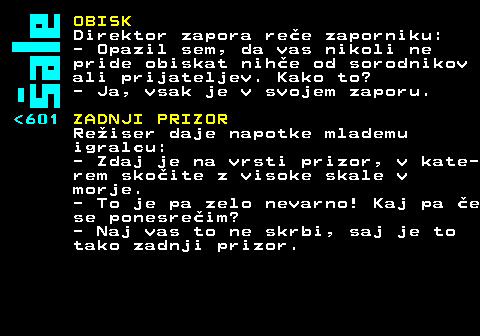 Šale
OBISK
Direktor zapora reče zaporniku:
- Opazil sem, da vas nikoli ne
pride obiskat nihče od sorodnikov
ali prijateljev. Kako to?
- Ja, vsak je v svojem zaporu.
<601 ZADNJI PRIZOR
Režiser daje napotke mlademu
igralcu:
- Zdaj je na vrsti prizor, v kate-
rem skočite z visoke skale v
morje.
- To je pa zelo nevarno! Kaj pa če
se ponesrečim?
- Naj vas to ne skrbi, saj je to
tako zadnji prizor.